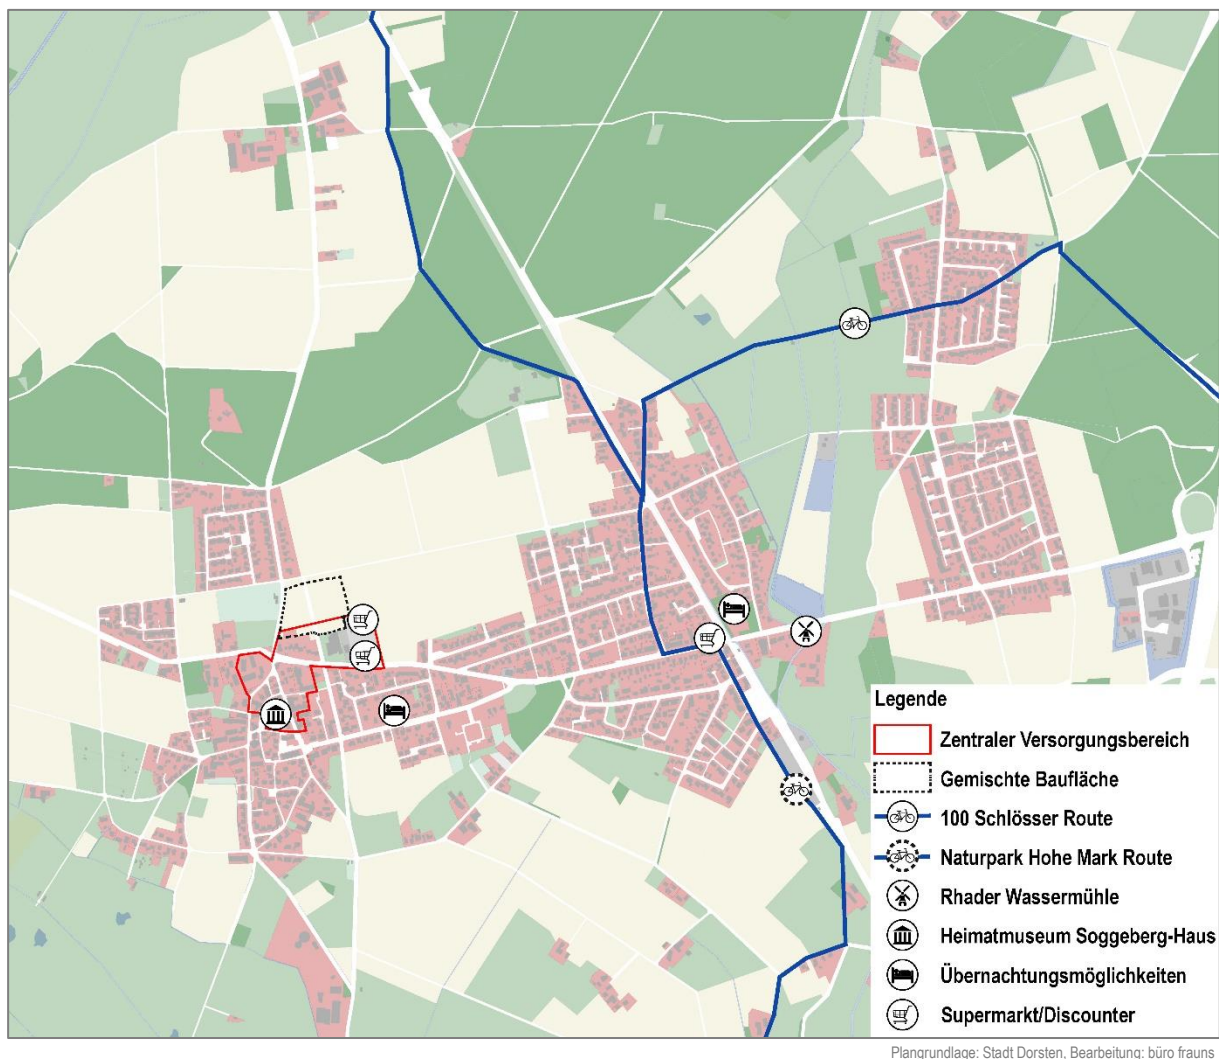 Legende
Zentraler Versorgungsbereich
Gemischte Baufläche
100 Schlösser Route
Naturpark Hohe Mark Route
Rhader Wassermühle
Heimatmuseum Soggeberg-Haus
Übernachtungsmöglichkeiten
Supermarkt/Discounter
Plangrundlage: Stadt Dorsten, Bearbeitung: büro frauns